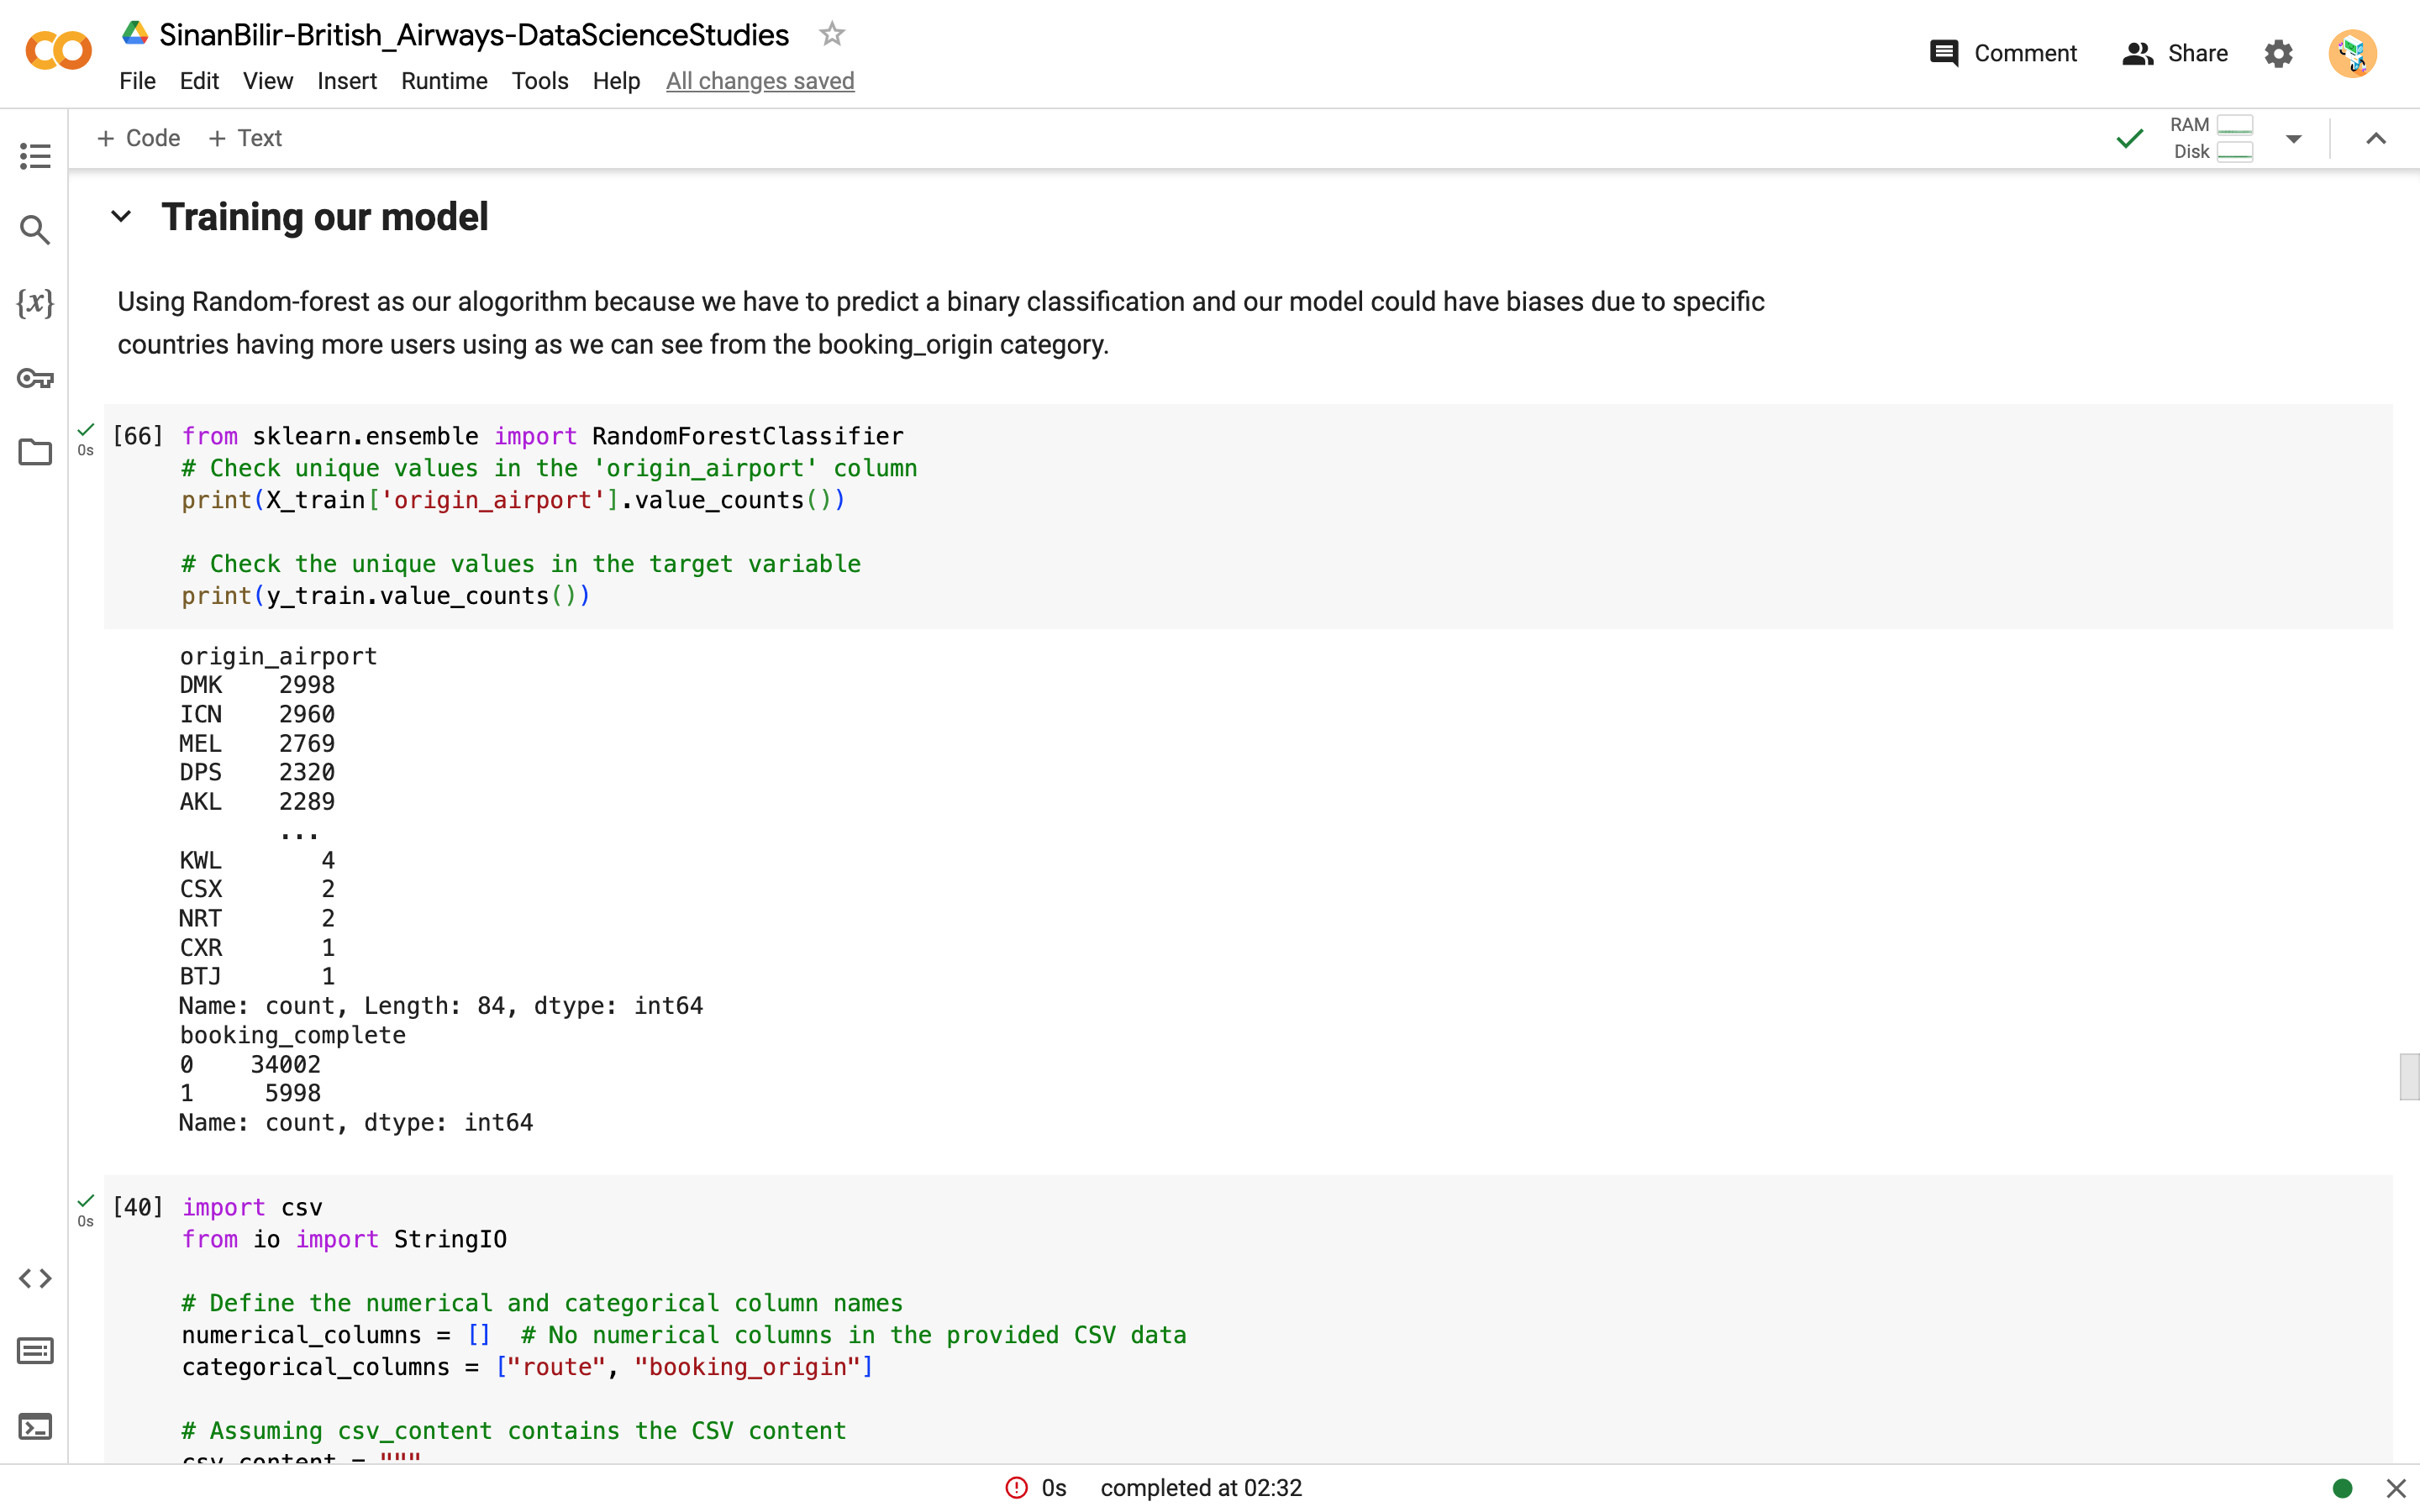 SinanBilir-British_Airways-DataScienceStudies
File Edit View Insert Runtime Tools Help All changes saved
Comment Share
+ Code + Text
RAM
Disk
Training our model
Using Random-forest as our alogorithm because we have to predict a binary classification and our model could have biases due to specific
countries having more users using as we can see from the booking_origin category.
0s
[66] from sklearn.ensemble import RandomForestClassifier
# Check unique values in the 'origin_airport' column
print(X_train['origin_airport'].value_counts())
# Check the unique values in the target variable
print(y_train.value_counts())
origin_airport
DMK 2998
ICN 2960
MEL 2769
DPS 2320
AKL 2289
...
KWL 4
CSX 2
NRT 2
CXR 1
BTJ 1
Name: count, Length: 84, dtype: int64
booking_complete
0 34002
1 5998
Name: count, dtype: int64
0s
[40] import csv
from io import StringIO
# Define the numerical and categorical column names
numerical_columns = [] # No numerical columns in the provided CSV data
categorical_columns = ["route", "booking_origin"]
# Assuming csv_content contains the CSV content
csv_content = """
0s completed at 02:32